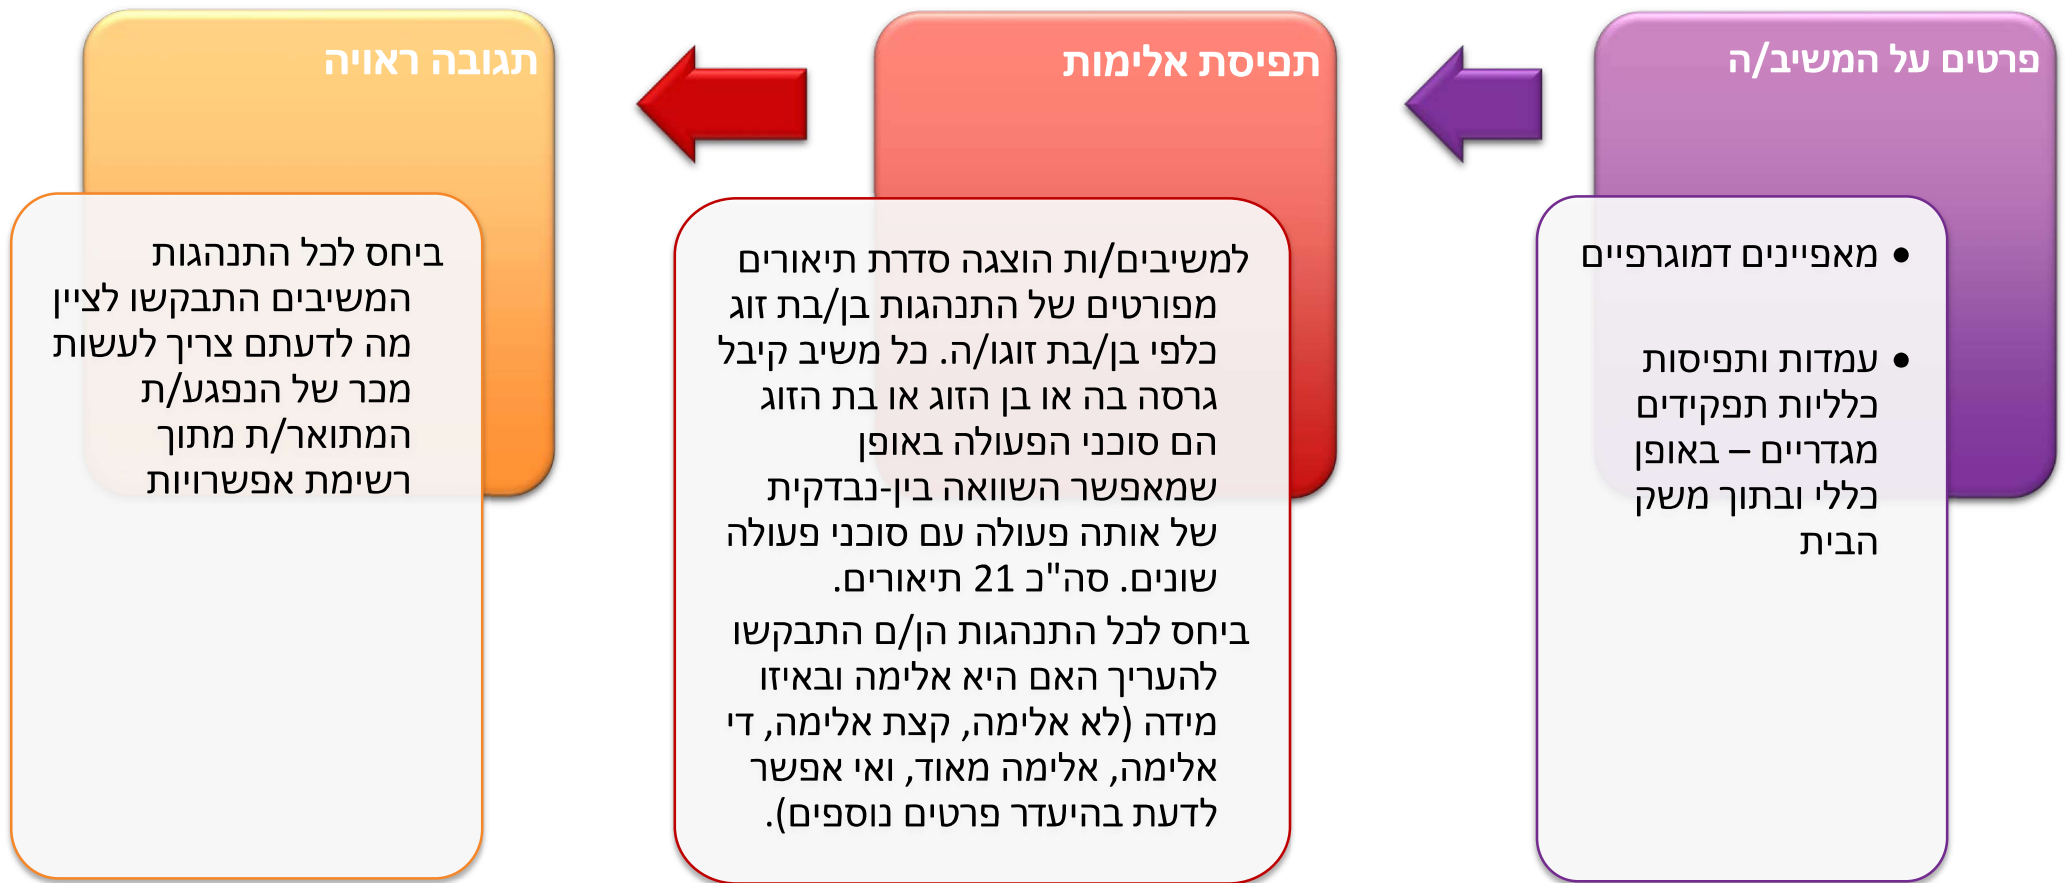 פרטים על המשיב/ה
• מאפיינים דמוגרפיים
• עמדות ותפיסות
כלליות תפקידים
מגדריים – באופן
כללי ובתוך משק
הבית
תפיסת אלימות
למשיבים/ות הוצגה סדרת תיאורים
מפורטים של התנהגות בן/בת זוג
כלפי בן/בת זוגו/ה. כל משיב קיבל
גרסה בה או בן הזוג או בת הזוג
הם סוכני הפעולה באופן
שמאפשר השוואה בין-נבדקית
של אותה פעולה עם סוכני פעולה
שונים. סה"כ 21 תיאורים.
ביחס לכל התנהגות הן/ם התבקשו
להעריך האם היא אלימה ובאיזו
מידה (לא אלימה, קצת אלימה, די
אלימה, אלימה מאוד, ואי אפשר
לדעת בהיעדר פרטים נוספים).
תגובה ראויה
ביחס לכל התנהגות
המשיבים התבקשו לציין
מה לדעתם צריך לעשות
מכר של הנפגע/ת
המתואר/ת מתוך
רשימת אפשרויות